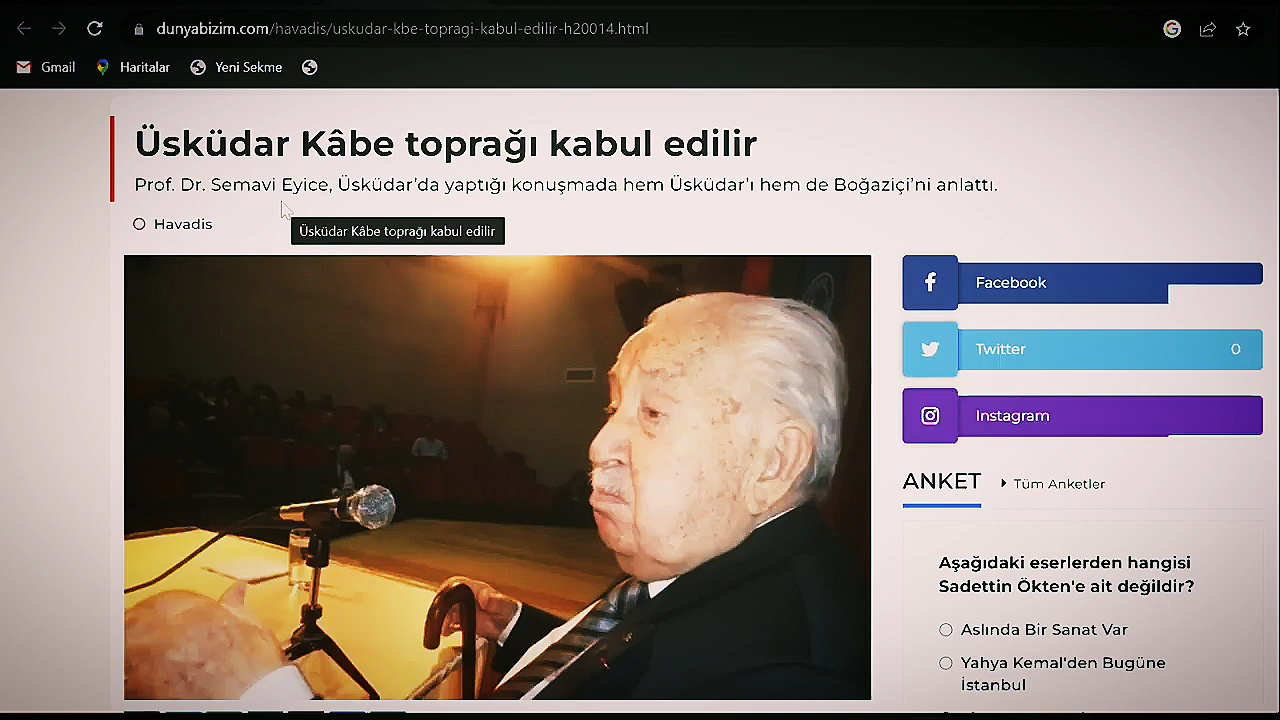 dunyabizim.com/havadis/uskudar-kbe-topragi-kabul-edilir-h20014.html
Gmail
Haritalar
Yeni Sekme
Üsküdar Kâbe toprağı kabul edilir
Prof. Dr. Semavi Eyice, Üsküdar’da yaptığı konuşmada hem Üsküdar’ı hem de Boğaziçi’ni anlattı.
Havadis
Üsküdar Kâbe toprağı kabul edilir
Facebook
Twitter
0
Instagram
ANKET
Tüm Anketler
Aşağıdaki eserlerden hangisi
Sadettin Ökten'e ait değildir?
Aslında Bir Sanat Var
Yahya Kemal'den Bugüne
İstanbul